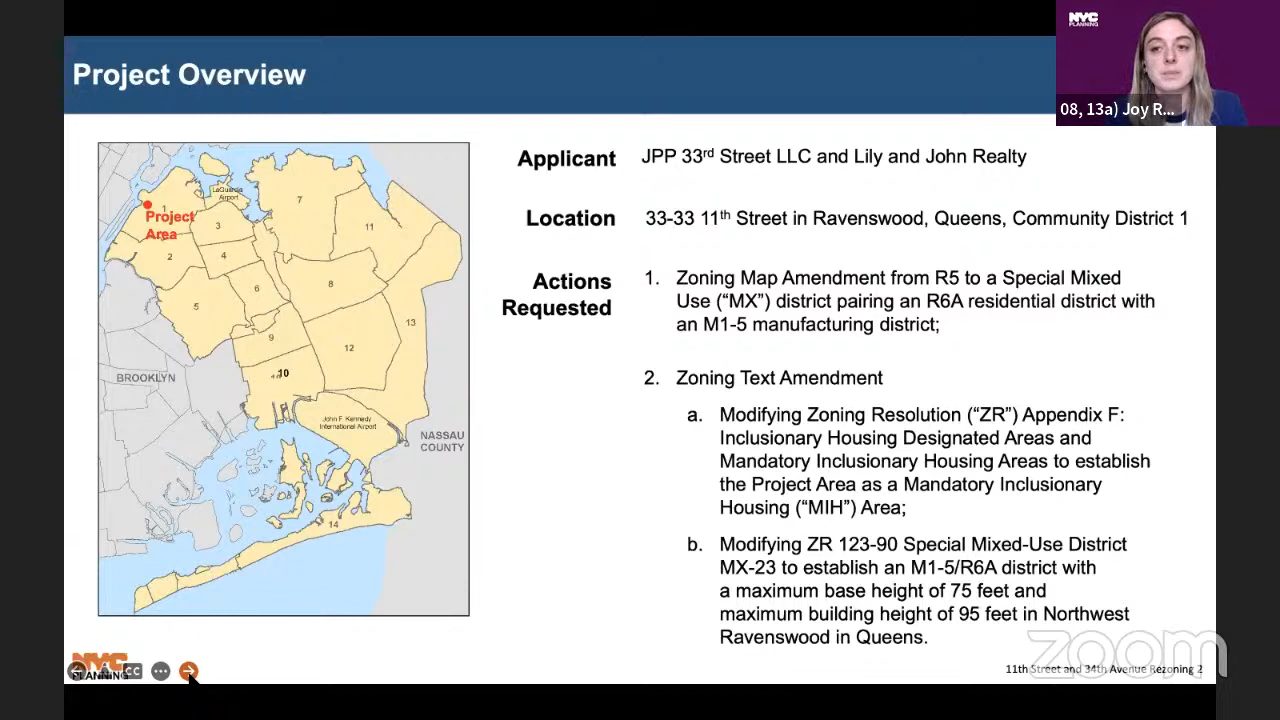 NYC
PLANNING
08, 13a) Joy R...
Project Overview
LaGuardia
Airport
1
Project
Area
2
3
4
5
6
7
8
9
10
11
12
13
14
BROOKLYN
John F. Kennedy
International Airport
NASSAU
COUNTY
Applicant
JPP 33rd Street LLC and Lily and John Realty
Location
33-33 11th Street in Ravenswood, Queens, Community District 1
Actions
Requested
1. Zoning Map Amendment from R5 to a Special Mixed
Use (“MX”) district pairing an R6A residential district with
an M1-5 manufacturing district;
2. Zoning Text Amendment
a. Modifying Zoning Resolution (“ZR”) Appendix F:
Inclusionary Housing Designated Areas and
Mandatory Inclusionary Housing Areas to establish
the Project Area as a Mandatory Inclusionary
Housing (“MIH”) Area;
b. Modifying ZR 123-90 Special Mixed-Use District
MX-23 to establish an M1-5/R6A district with
a maximum base height of 75 feet and
maximum building height of 95 feet in Northwest
Ravenswood in Queens.
zoom
NYC
PLANNING
CC
11th Street and 34th Avenue Rezoning 2